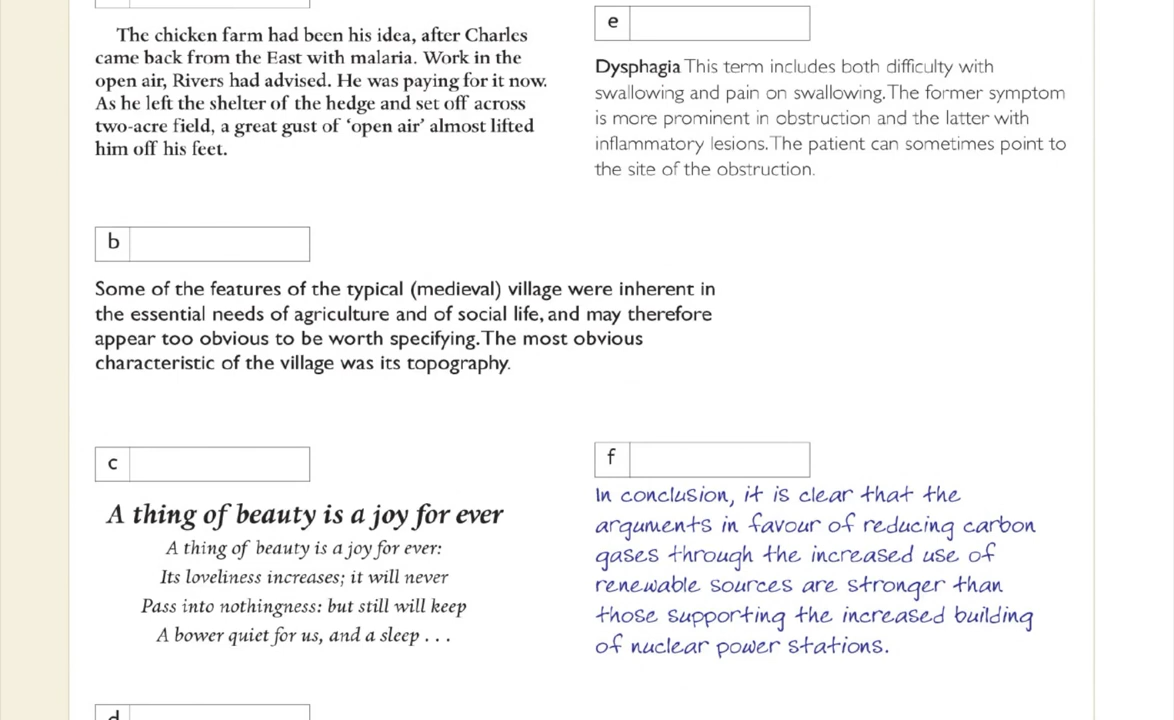 The chicken farm had been his idea, after Charles
came back from the East with malaria. Work in the
open air, Rivers had advised. He was paying for it now.
As he left the shelter of the hedge and set off across
two-acre field, a great gust of ‘open air’ almost lifted
him off his feet.
b
Some of the features of the typical (medieval) village were inherent in
the essential needs of agriculture and of social life, and may therefore
appear too obvious to be worth specifying. The most obvious
characteristic of the village was its topography.
c
A thing of beauty is a joy for ever
A thing of beauty is a joy for ever:
Its loveliness increases; it will never
Pass into nothingness: but still will keep
A bower quiet for us, and a sleep . . .
d
e
Dysphagia This term includes both difficulty with
swallowing and pain on swallowing. The former symptom
is more prominent in obstruction and the latter with
inflammatory lesions. The patient can sometimes point to
the site of the obstruction.
f
In conclusion, it is clear that the
arguments in favour of reducing carbon
gases through the increased use of
renewable sources are stronger than
those supporting the increased building
of nuclear power stations.